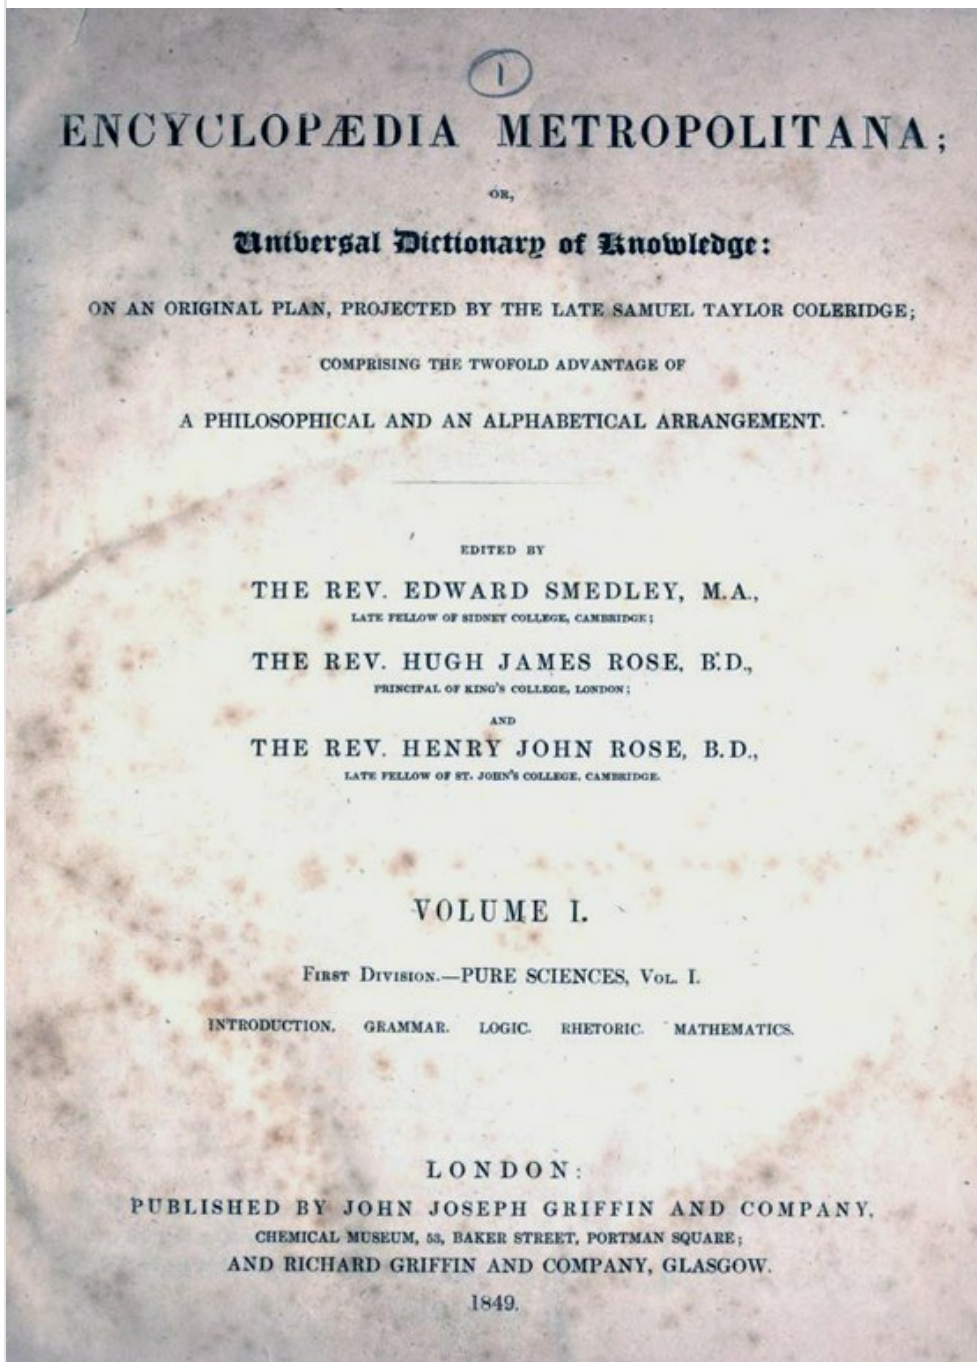 1
ENCYCLOPÆDIA METROPOLITANA;
OR,
Universal Dictionary of Knowledge:
ON AN ORIGINAL PLAN, PROJECTED BY THE LATE SAMUEL TAYLOR COLERIDGE;
COMPRISING THE TWOFOLD ADVANTAGE OF
A PHILOSOPHICAL AND AN ALPHABETICAL ARRANGEMENT.
EDITED BY
THE REV. EDWARD SMEDLEY, M.A.,
LATE FELLOW OF SIDNEY COLLEGE, CAMBRIDGE;
THE REV. HUGH JAMES ROSE, B.D.,
PRINCIPAL OF KING'S COLLEGE, LONDON;
AND
THE REV. HENRY JOHN ROSE, B.D.,
LATE FELLOW OF ST. JOHN'S COLLEGE, CAMBRIDGE.
VOLUME I.
FIRST DIVISION.—PURE SCIENCES, VOL. I.
INTRODUCTION. GRAMMAR. LOGIC. RHETORIC. MATHEMATICS.
LONDON:
PUBLISHED BY JOHN JOSEPH GRIFFIN AND COMPANY,
CHEMICAL MUSEUM, 53, BAKER STREET, PORTMAN SQUARE;
AND RICHARD GRIFFIN AND COMPANY, GLASGOW.
1849.